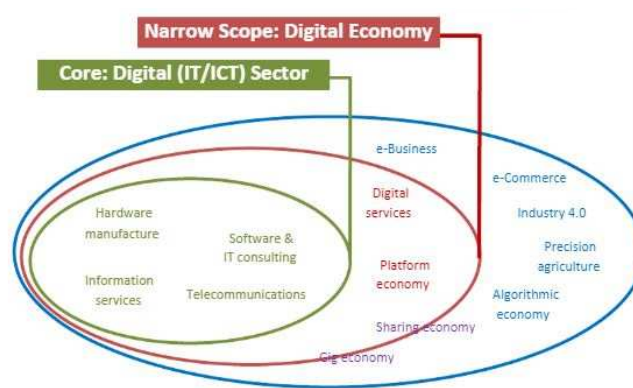 Narrow Scope: Digital Economy
Core: Digital (IT/ICT) Sector
e-Business
e-Commerce
Digital
services
Industry 4.0
Hardware
manufacture
Software &
IT consulting
Precision
agriculture
Platform
economy
Information
services
Telecommunications
Algorithmic
economy
Sharing economy
Gig economy